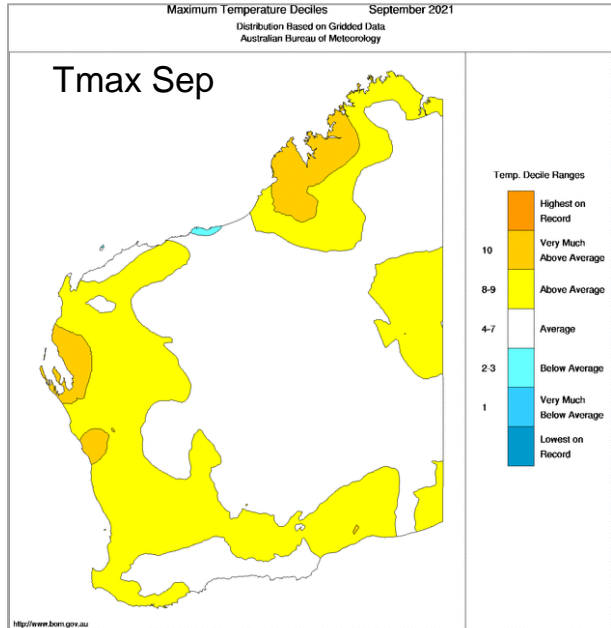 Maximum Temperature Deciles September 2021
Distribution Based on Gridded Data
Australian Bureau of Meteorology
Tmax Sep
Temp. Decile Ranges
Highest on
Record
10
Very Much
Above Average
8-9
Above Average
4-7
Average
2-3
Below Average
1
Very Much
Below Average
Lowest on
Record
http://www.bom.gov.au